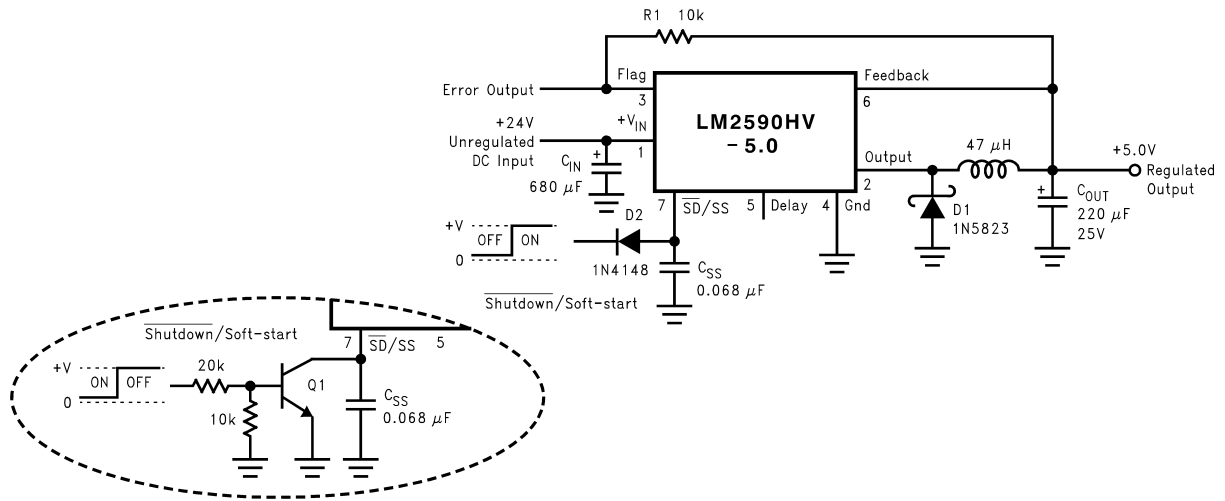 R1 10k
Error Output
Flag
3
Feedback
6
LM2590HV
– 5.0
+24V
Unregulated
DC Input
+VIN
1
CIN
+
680 μF
Output
2
47 μH
+5.0V
Regulated
Output
D1
1N5823
+
COUT
220 μF
25V
7
SD/SS
5
Delay
4
Gnd
+V
OFF
ON
0
D2
1N4148
CSS
0.068 μF
Shutdown/Soft-start
Shutdown/Soft-start
7
SD/SS
5
+V
ON
OFF
0
20k
10k
Q1
CSS
0.068 μF